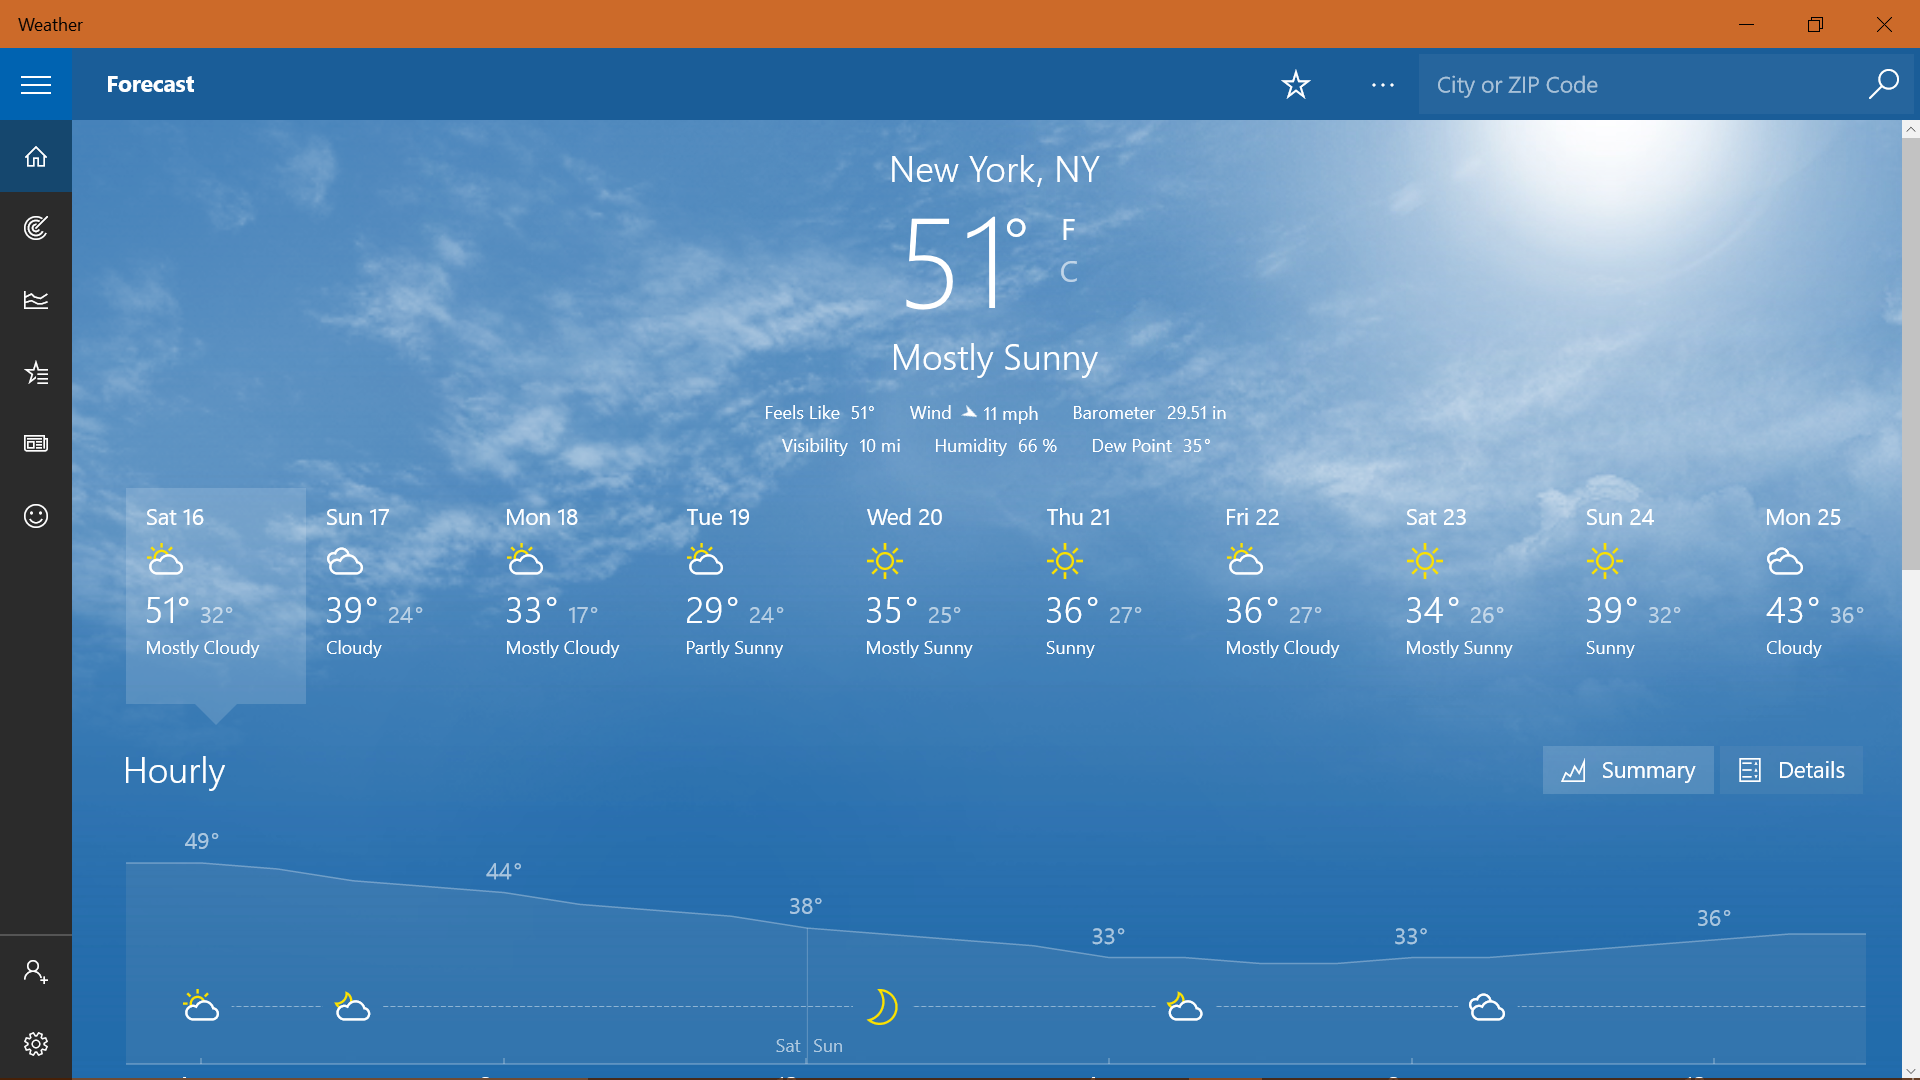 Weather
Forecast
City or ZIP Code
New York, NY
51° F
C
Mostly Sunny
Feels Like 51° Wind 11 mph Barometer 29.51 in
Visibility 10 mi Humidity 66 % Dew Point 35°
Sat 16 Sun 17 Mon 18 Tue 19 Wed 20 Thu 21 Fri 22 Sat 23 Sun 24 Mon 25
51° 32° 39° 24° 33° 17° 29° 24° 35° 25° 36° 27° 36° 27° 34° 26° 39° 32° 43° 36°
Mostly Cloudy Cloudy Mostly Cloudy Partly Sunny Mostly Sunny Sunny Mostly Cloudy Mostly Sunny Sunny Cloudy
Hourly Summary Details
49° 44° 38° 33° 33° 36°
Sat Sun